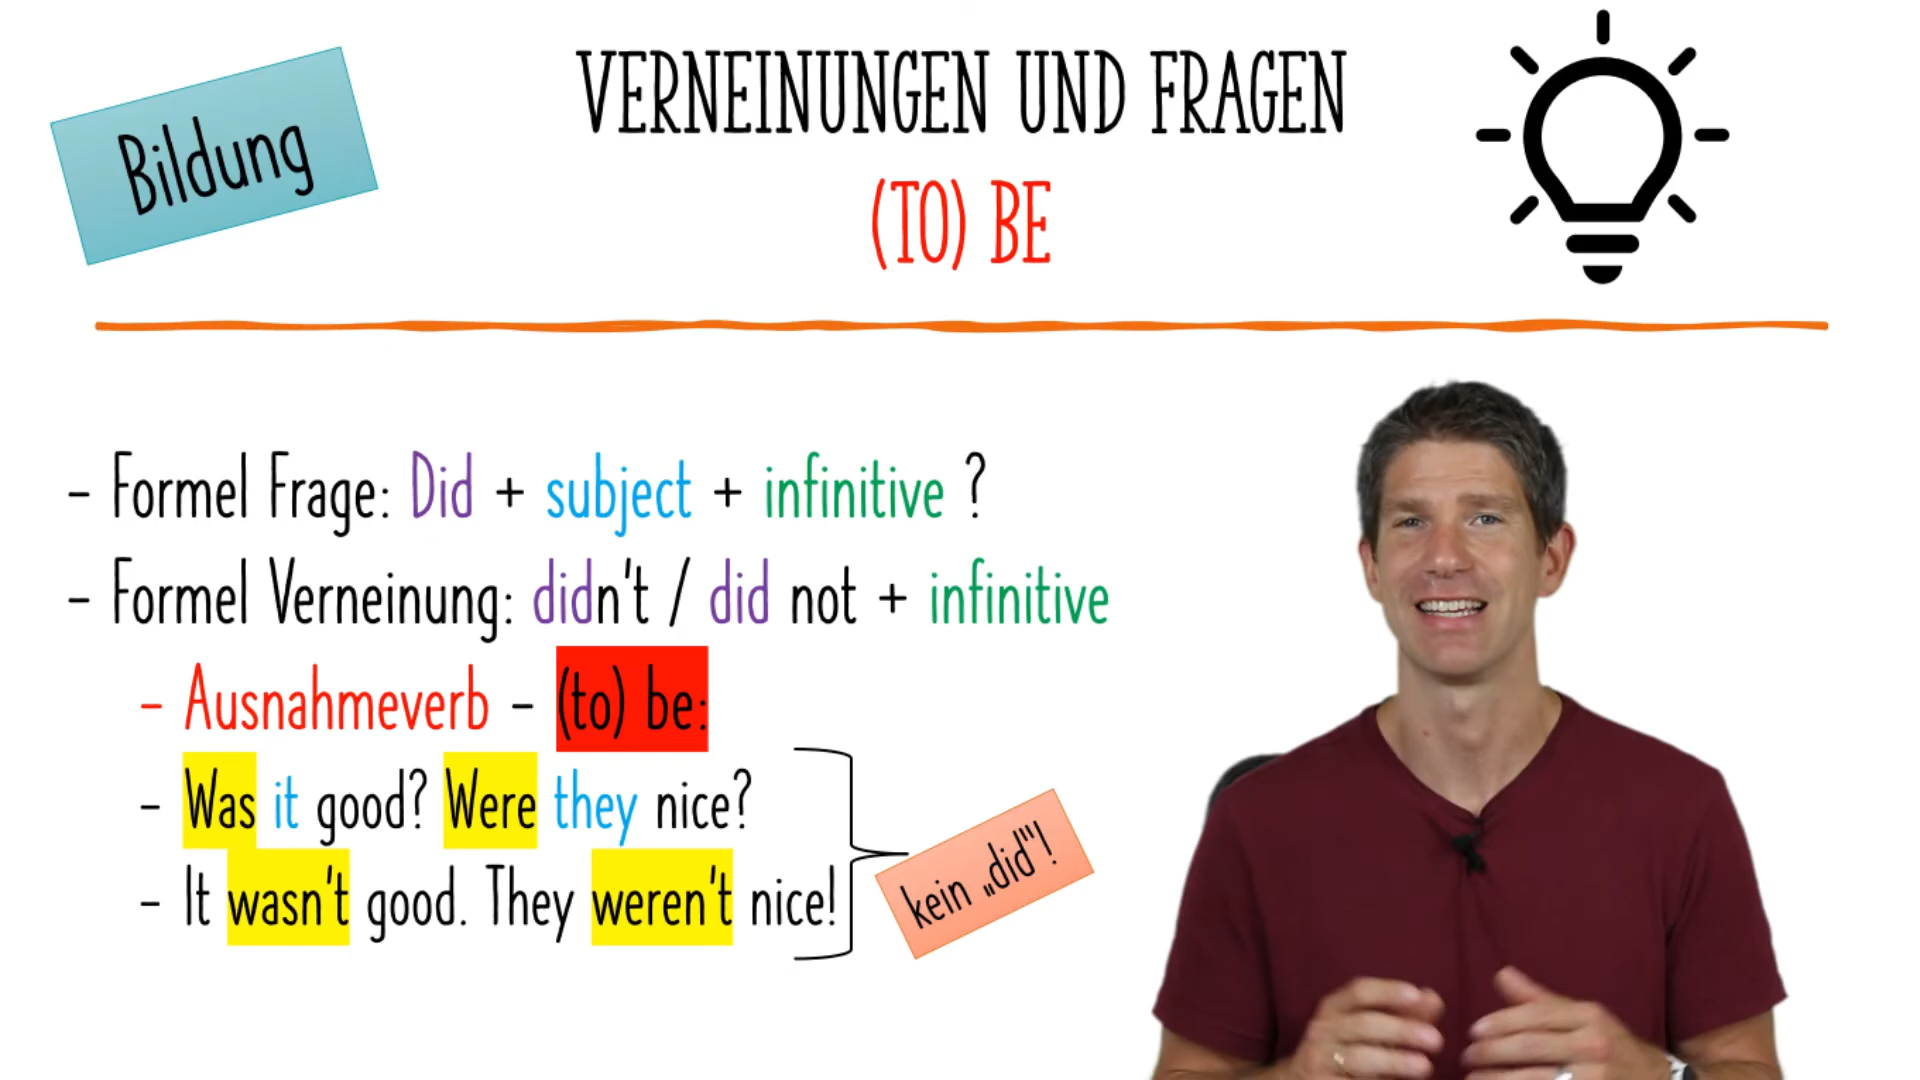 Bildung
VERNEINUNGEN UND FRAGEN
(TO) BE
- Formel Frage: Did + subject + infinitive ?
- Formel Verneinung: didn't / did not + infinitive
- Ausnahmeverb - (to) be:
- Was it good? Were they nice?
- It wasn't good. They weren't nice!
kein „did"!